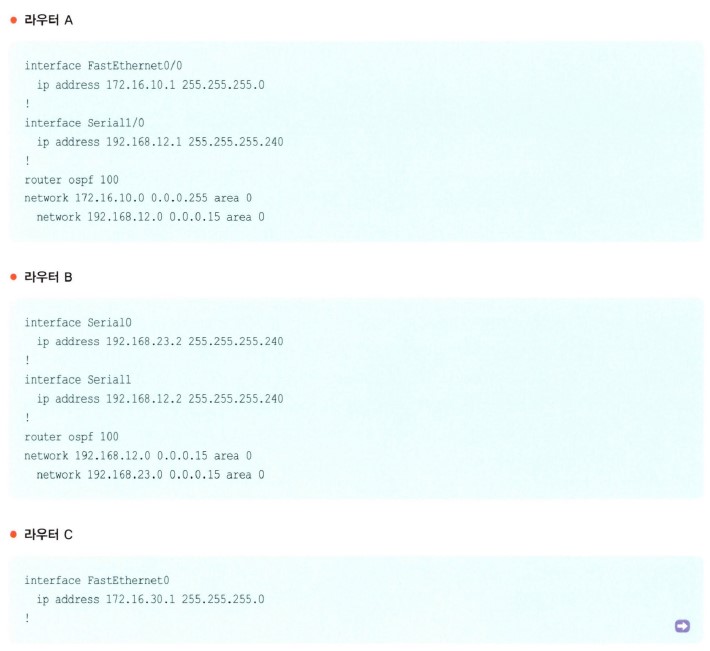 라우터 A
interface FastEthernet0/0
ip address 172.16.10.1 255.255.255.0
!
interface Serial1/0
ip address 192.168.12.1 255.255.255.240
!
router ospf 100
network 172.16.10.0 0.0.0.255 area 0
network 192.168.12.0 0.0.0.15 area 0
라우터 B
interface Serial0
ip address 192.168.23.2 255.255.255.240
!
interface Serial1
ip address 192.168.12.2 255.255.255.240
!
router ospf 100
network 192.168.12.0 0.0.0.15 area 0
network 192.168.23.0 0.0.0.15 area 0
라우터 C
interface FastEthernet0
ip address 172.16.30.1 255.255.255.0
!